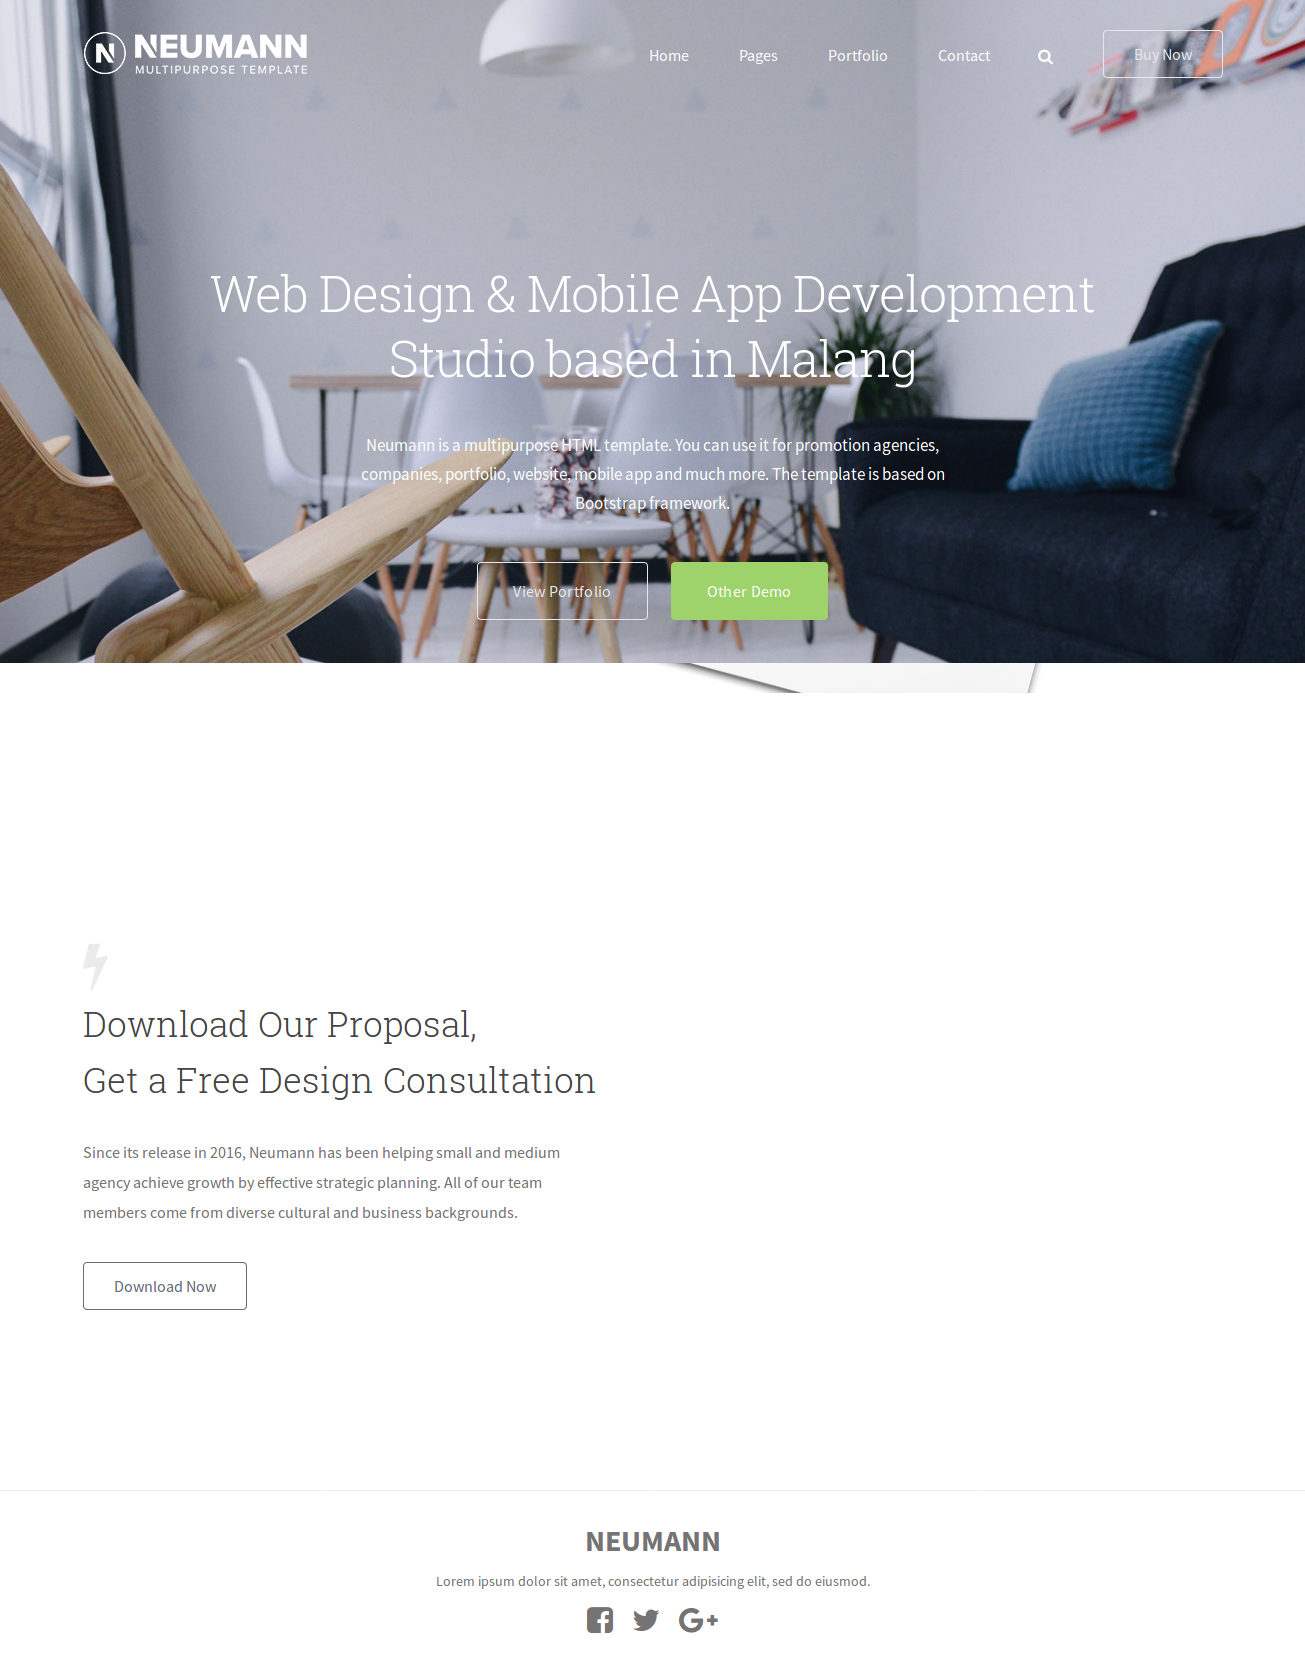 N NEUMANN
MULTIPURPOSE TEMPLATE
Home Pages Portfolio Contact Buy Now
Web Design & Mobile App Development
Studio based in Malang
Neumann is a multipurpose HTML template. You can use it for promotion agencies,
companies, portfolio, website, mobile app and much more. The template is based on
Bootstrap framework.
View Portfolio Other Demo
Download Our Proposal,
Get a Free Design Consultation
Since its release in 2016, Neumann has been helping small and medium
agency achieve growth by effective strategic planning. All of our team
members come from diverse cultural and business backgrounds.
Download Now
NEUMANN
Lorem ipsum dolor sit amet, consectetur adipisicing elit, sed do eiusmod.